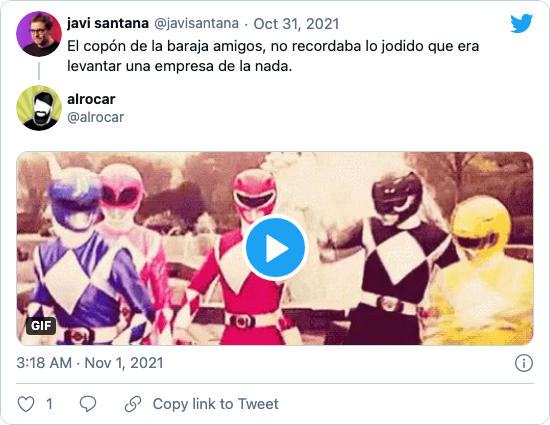 javi santana @javisantana · Oct 31, 2021
El copón de la baraja amigos, no recordaba lo jodido que era
levantar una empresa de la nada.
alrocar
@alrocar
GIF
3:18 AM · Nov 1, 2021
1
Copy link to Tweet